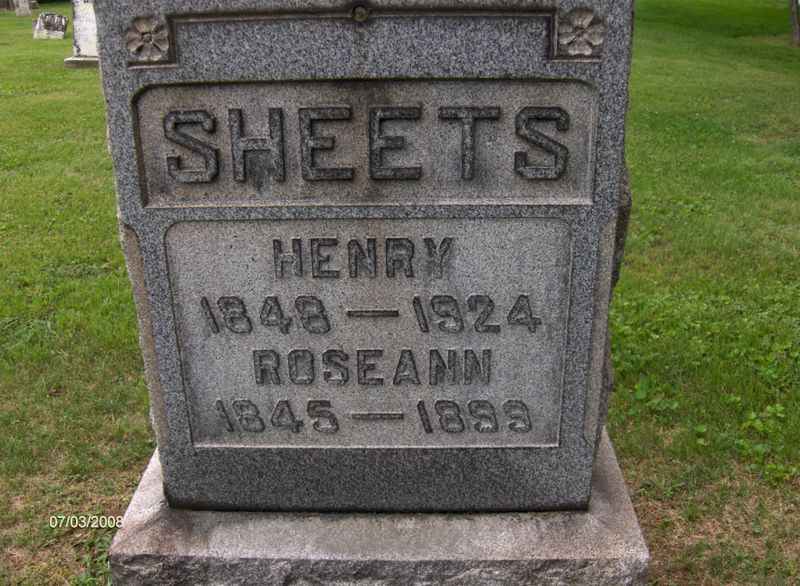 SHEETS
HENRY
1848 — 1924
ROSEANN
1845 — 1899
07/03/2008